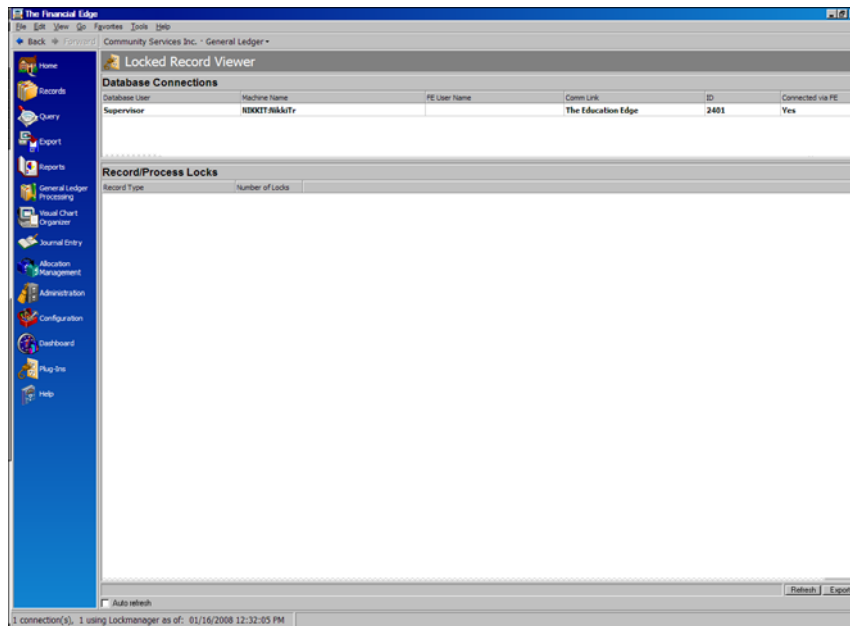 The Financial Edge
File Edit View Go Favorites Tools Help
Back Forward Community Services Inc. · General Ledger
Locked Record Viewer
Home
Records
Query
Export
Reports
General Ledger
Processing
Visual Chart
Organizer
Journal Entry
Allocation
Management
Administration
Configuration
Dashboard
Plug-Ins
Help
Database Connections
Database User Machine Name FE User Name Comm Link ID Connected via FE
Supervisor NIKKIT:NikkiTr The Education Edge 2401 Yes
Record/Process Locks
Record Type Number of Locks
Refresh Export
Auto refresh
1 connection(s), 1 using Lockmanager as of: 01/16/2008 12:32:05 PM